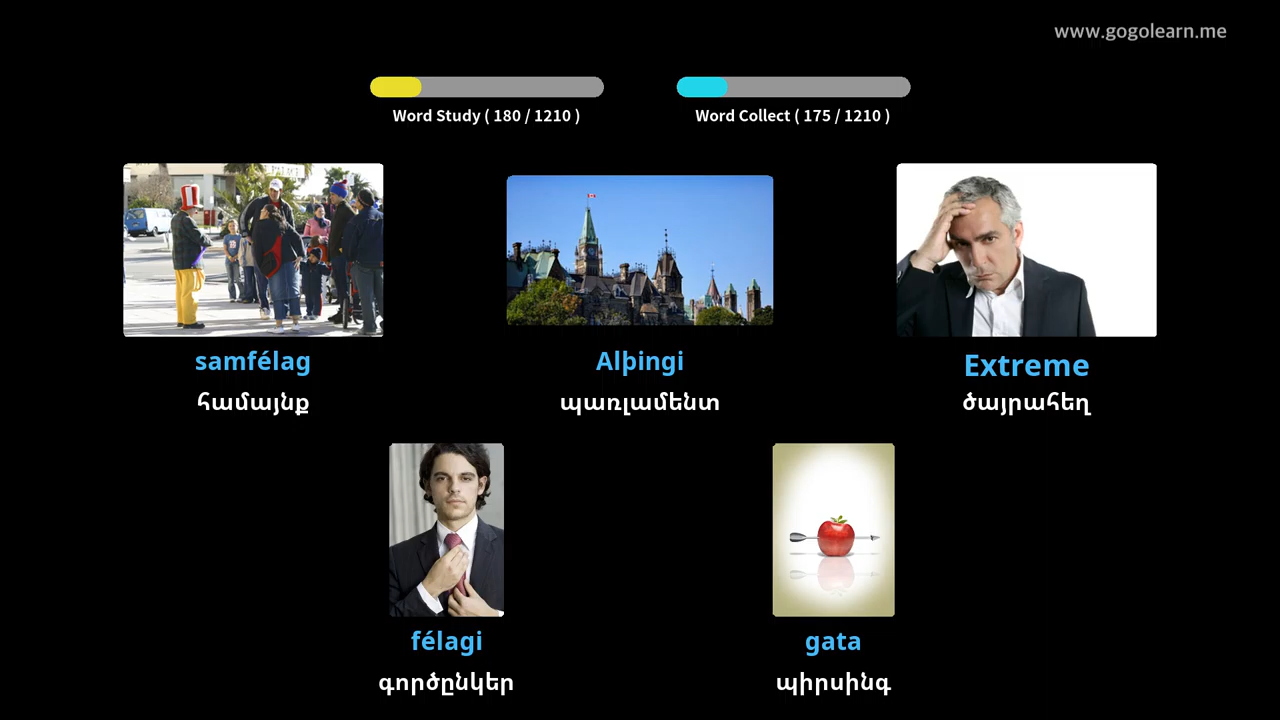 www.gogolearn.me
Word Study ( 180 / 1210 )
Word Collect ( 175 / 1210 )
samfélag
համայնք
Alþingi
պառլամենտ
Extreme
ծայրահեղ
félagi
գործընկեր
gata
պիրսինգ